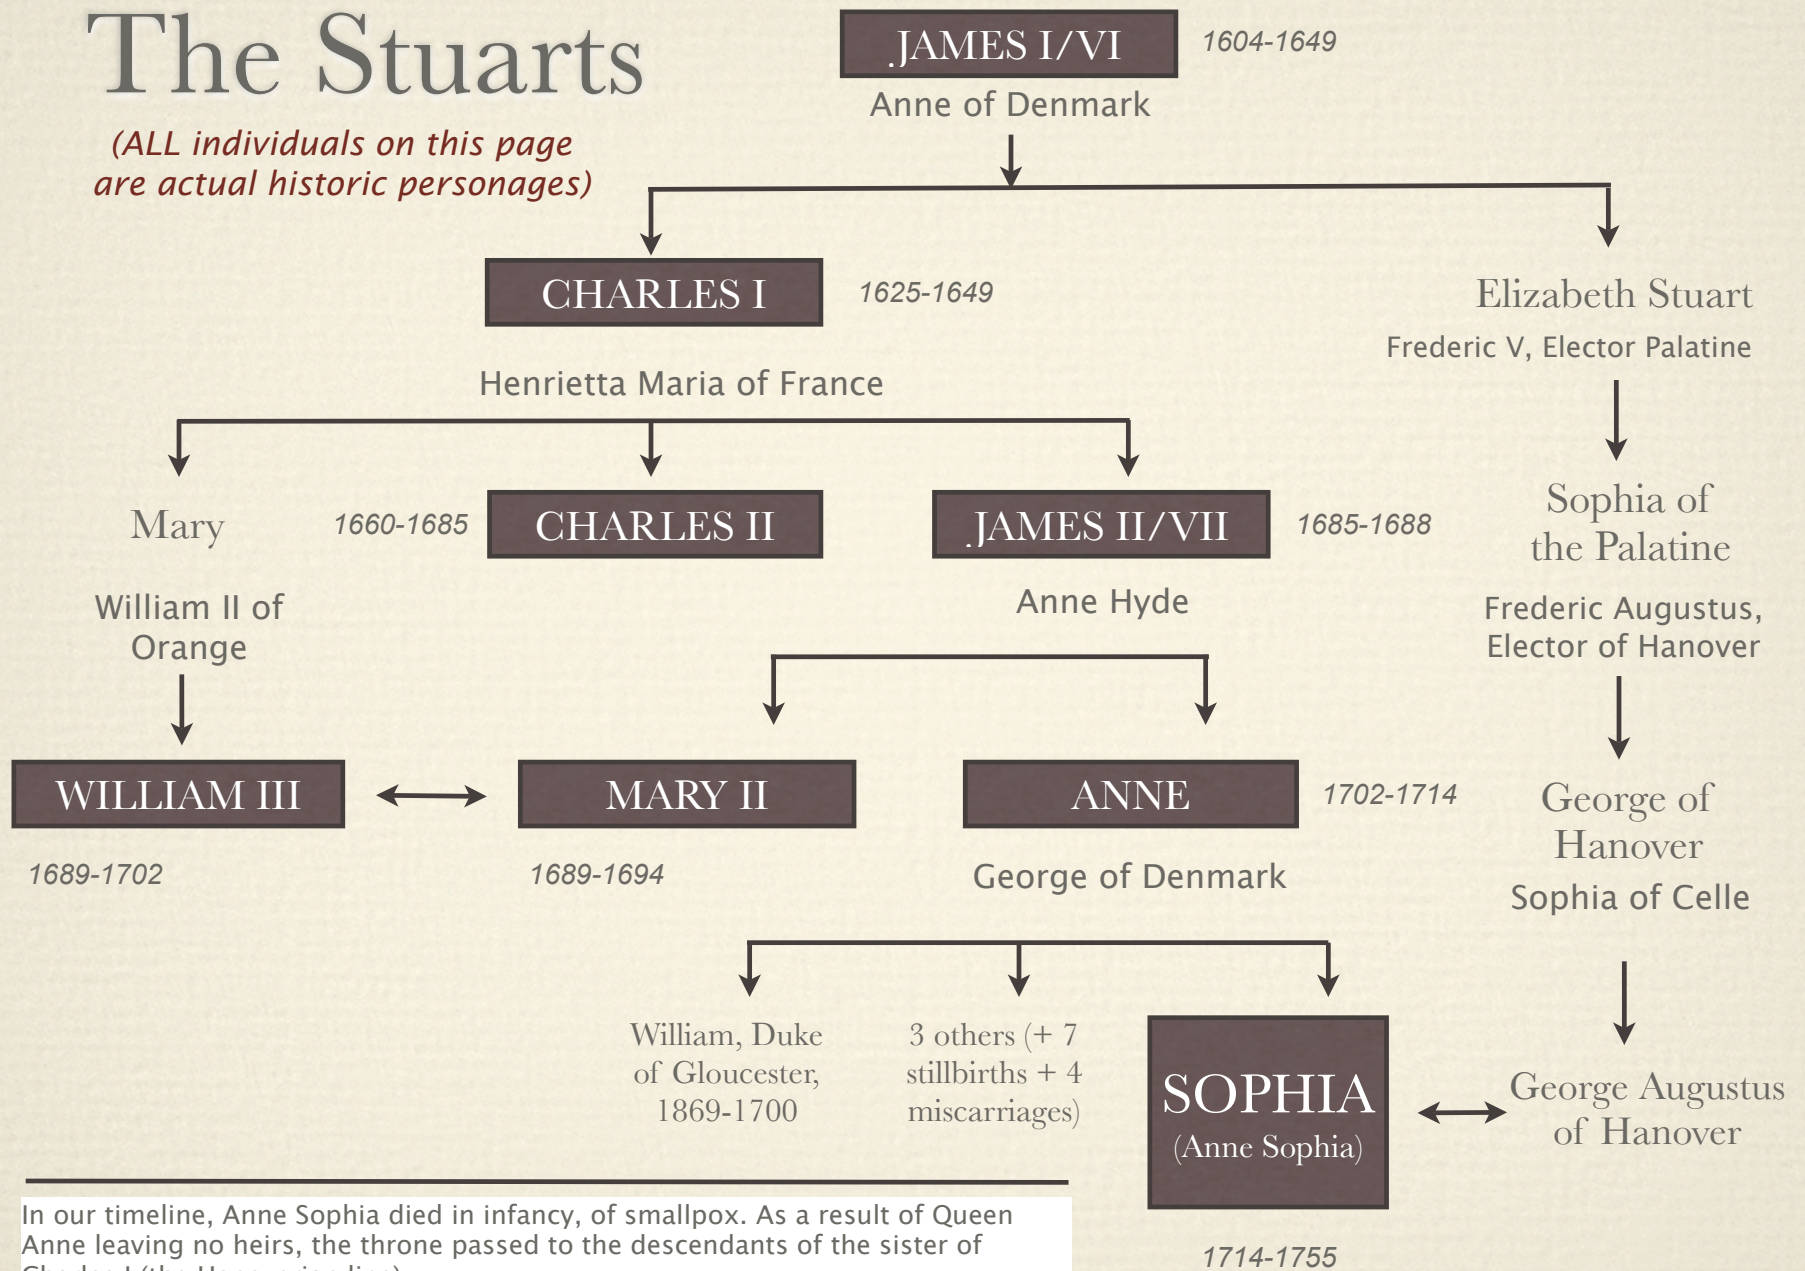 The Stuarts
(ALL individuals on this page
are actual historic personages)
JAMES I/VI
1604-1649
Anne of Denmark
CHARLES I
1625-1649
Henrietta Maria of France
Elizabeth Stuart
Frederic V, Elector Palatine
Mary
William II of
Orange
1660-1685
CHARLES II
JAMES II/VII
1685-1688
Anne Hyde
Sophia of
the Palatine
Frederic Augustus,
Elector of Hanover
WILLIAM III
1689-1702
MARY II
1689-1694
ANNE
1702-1714
George of Denmark
George of
Hanover
Sophia of Celle
William, Duke
of Gloucester,
1869-1700
3 others (+ 7
stillbirths + 4
miscarriages)
SOPHIA
(Anne Sophia)
1714-1755
George Augustus
of Hanover
In our timeline, Anne Sophia died in infancy, of smallpox. As a result of Queen
Anne leaving no heirs, the throne passed to the descendants of the sister of
Charles I (the Hanoverian line)